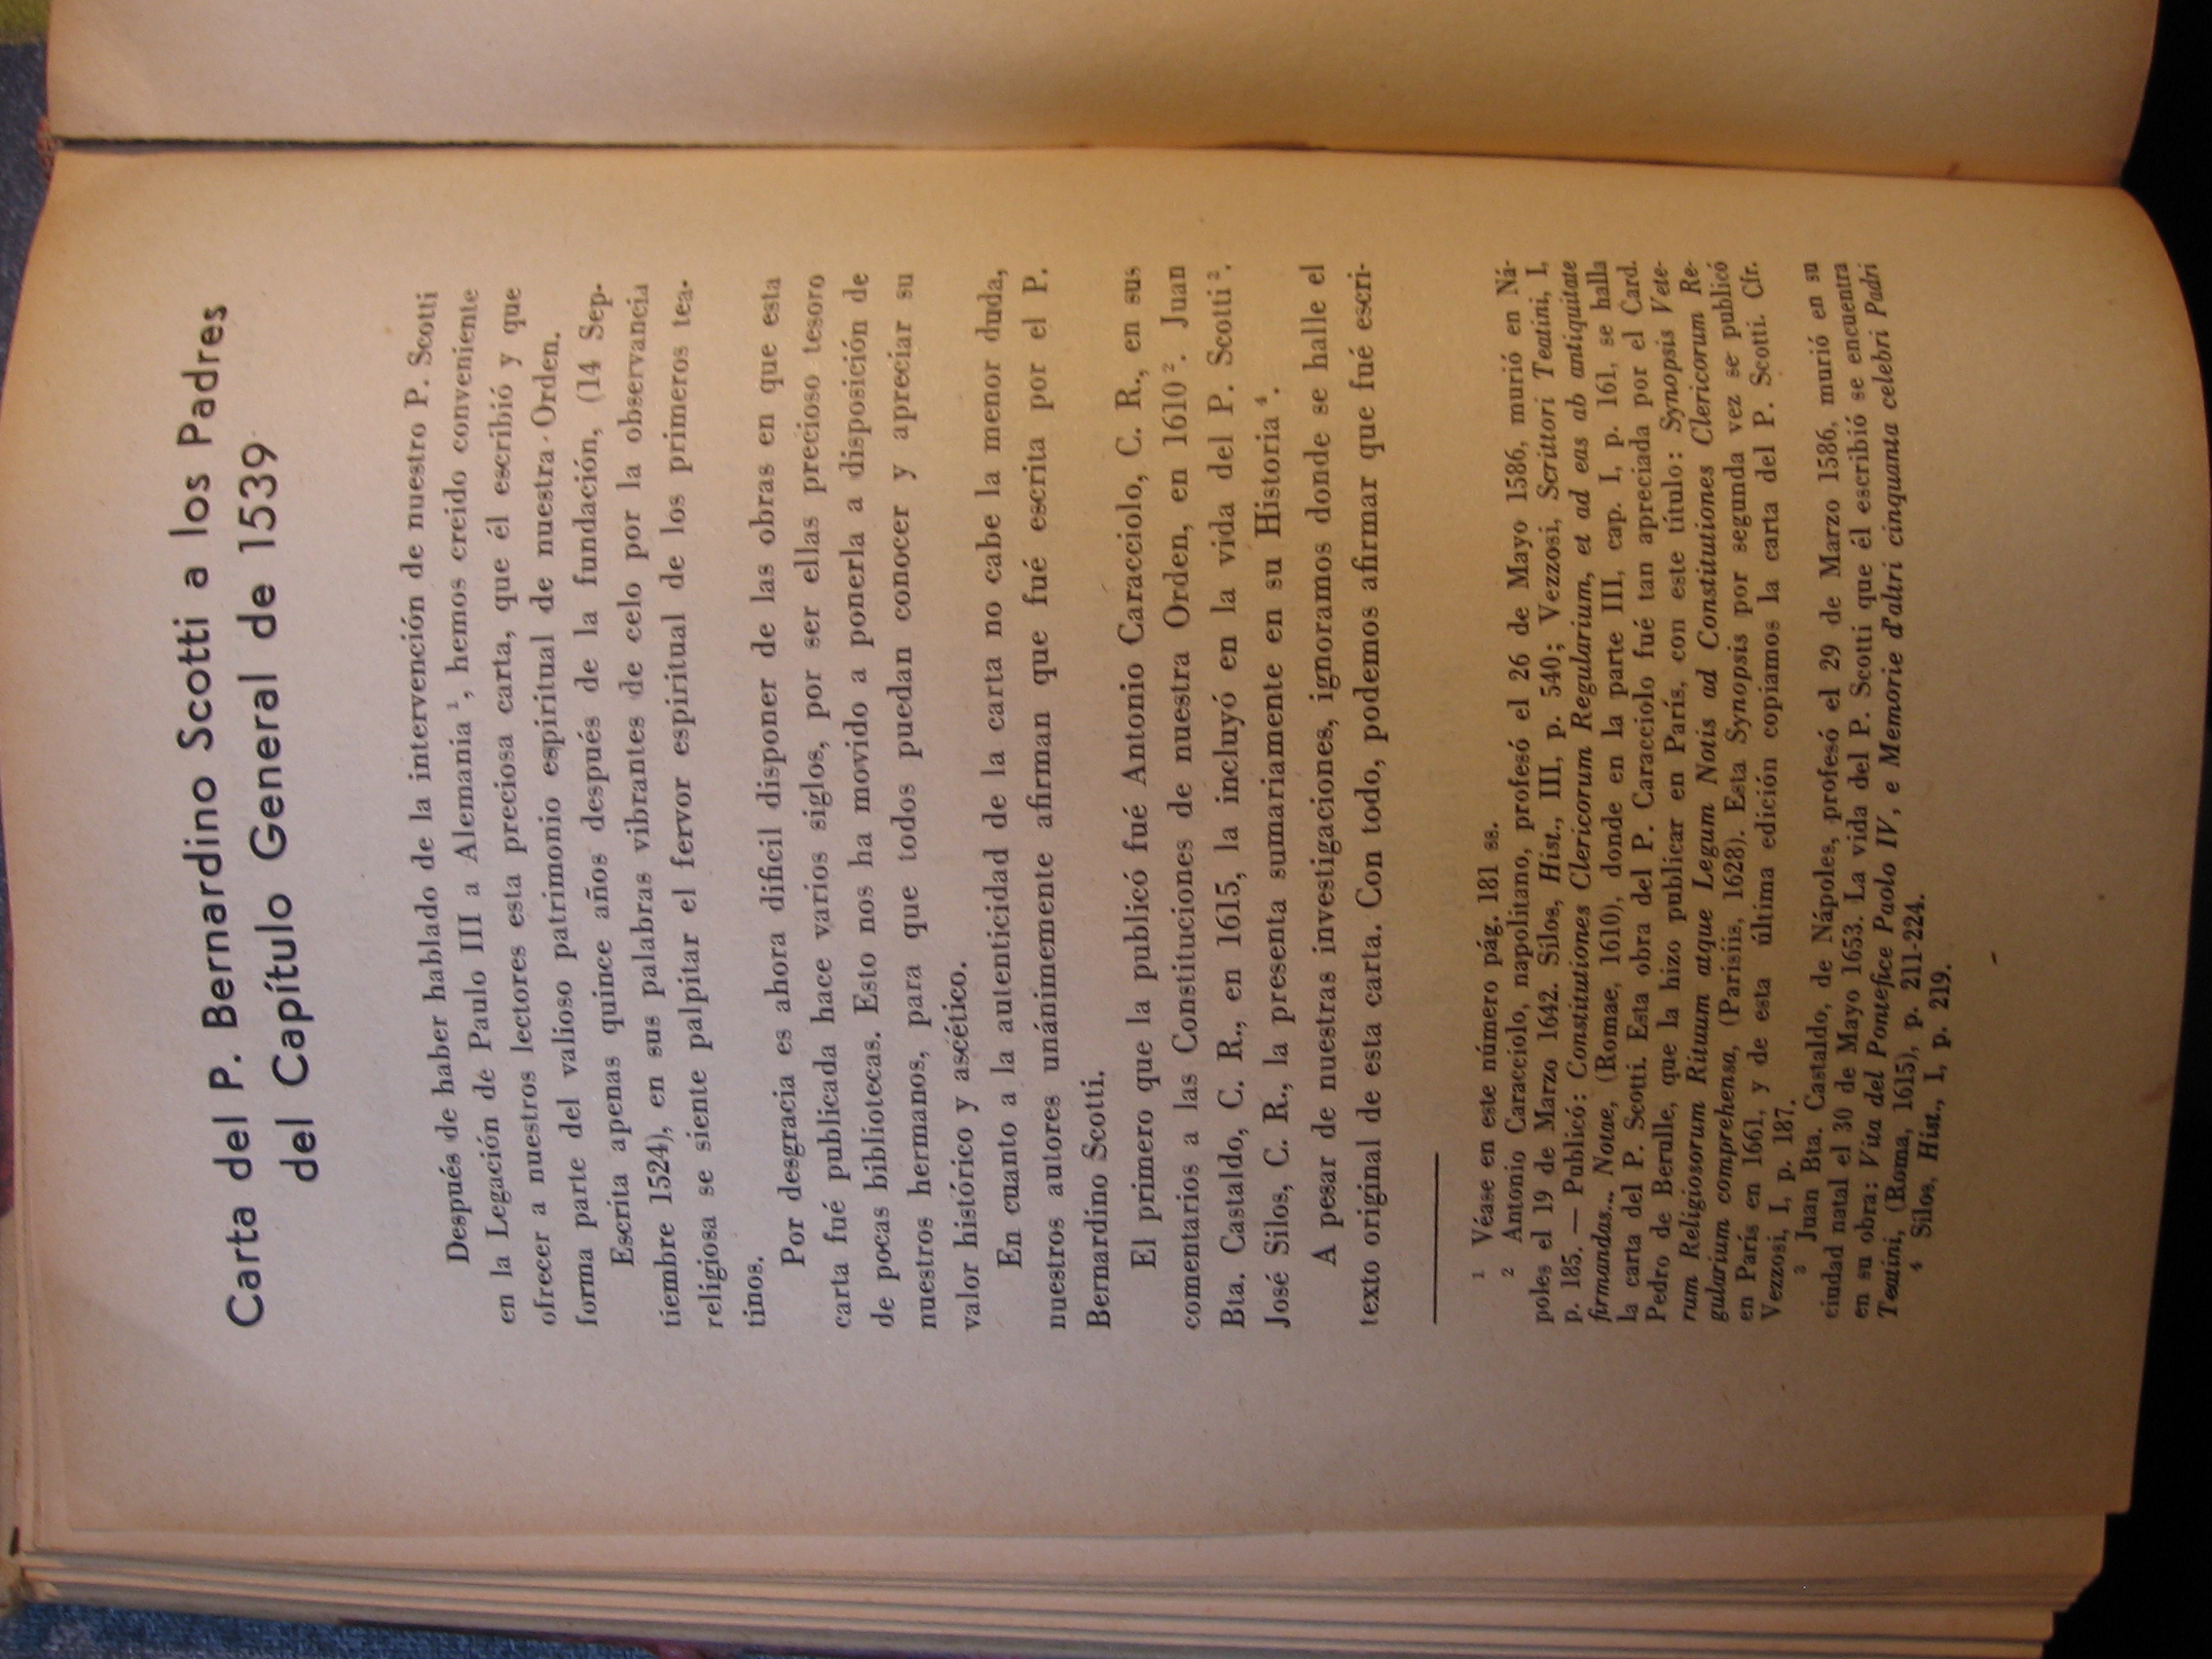 Carta del P. Bernardino Scotti a los Padres
del Capítulo General de 1539
Después de haber hablado de la intervención de nuestro P. Scotti
en la Legación de Paulo III a Alemania ¹, hemos creido conveniente
ofrecer a nuestros lectores esta preciosa carta, que él escribió y que
forma parte del valioso patrimonio espiritual de nuestra Orden.
Escrita apenas quince años después de la fundación, (14 Sep-
tiembre 1524), en sus palabras vibrantes de celo por la observancia
religiosa se siente palpitar el fervor espiritual de los primeros tea-
tinos.
Por desgracia es ahora dificil disponer de las obras en que esta
carta fué publicada hace varios siglos, por ser ellas precioso tesoro
de pocas bibliotecas. Esto nos ha movido a ponerla a disposición de
nuestros hermanos, para que todos puedan conocer y apreciar su
valor histórico y ascético.
En cuanto a la autenticidad de la carta no cabe la menor duda,
nuestros autores unánimemente afirman que fué escrita por el P.
Bernardino Scotti.
El primero que la publicó fué Antonio Caracciolo, C. R., en sus
comentarios a las Constituciones de nuestra Orden, en 1610 ². Juan
Bta. Castaldo, C. R., en 1615, la incluyó en la vida del P. Scotti ².
José Silos, C. R., la presenta sumariamente en su Historia ⁴.
A pesar de nuestras investigaciones, ignoramos donde se halle el
texto original de esta carta. Con todo, podemos afirmar que fué escri-
¹ Véase en este número pág. 181 ss.
² Antonio Caracciolo, napolitano, profesó el 26 de Mayo 1586, murió en Ná-
poles el 19 de Marzo 1642. Silos, Hist., III, p. 540; Vezzosi, Scrittori Teatini, I,
p. 185. — Publicó: Constitutiones Clericorum Regularium, et ad eas ab antiquitate
firmandas.. Notae, (Romae, 1610), donde en la parte III, cap. I, p. 161, se halla
la carta del P. Scotti. Esta obra del P. Caracciolo fué tan apreciada por el Card.
Pedro de Berulle, que la hizo publicar en París, con este título: Synopsis Vete-
rum Religiosorum Rituum atque Legum Notis ad Constitutiones Clericorum Re-
gularium comprehensa, (Parisiis, 1628). Esta Synopsis por segunda vez se publicó
en París en 1661, y de esta última edición copiamos la carta del P. Scotti. Cfr.
Vezzosi, I, p. 187.
³ Juan Bta. Castaldo, de Nápoles, profesó el 29 de Marzo 1586, murió en su
ciudad natal el 30 de Mayo 1653. La vida del P. Scotti que él escribió se encuentra
en su obra: Vita del Pontefice Paolo IV, e Memorie d'altri cinquanta celebri Padri
Teatini, (Roma, 1615), p. 211-224.
⁴ Silos, Hist., I, p. 219.